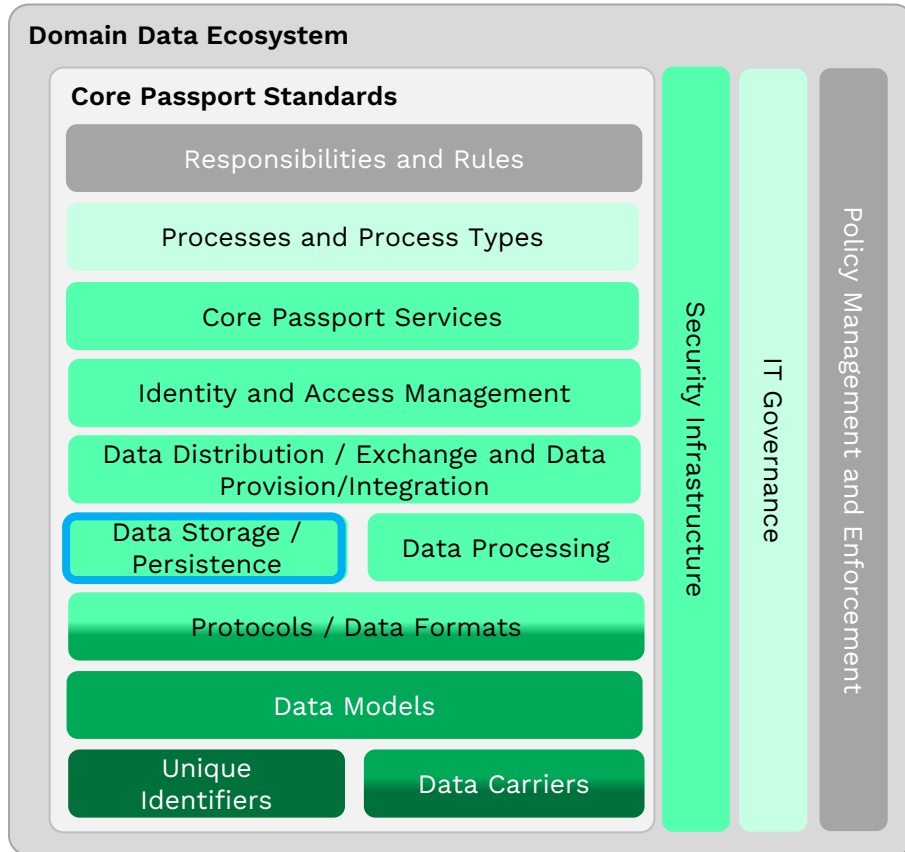 Domain Data Ecosystem
Core Passport Standards
Responsibilities and Rules
Processes and Process Types
Core Passport Services
Identity and Access Management
Data Distribution / Exchange and Data
Provision/Integration
Data Storage /
Persistence
Data Processing
Protocols / Data Formats
Data Models
Unique
Identifiers
Data Carriers
Security Infrastructure
IT Governance
Policy Management and Enforcement